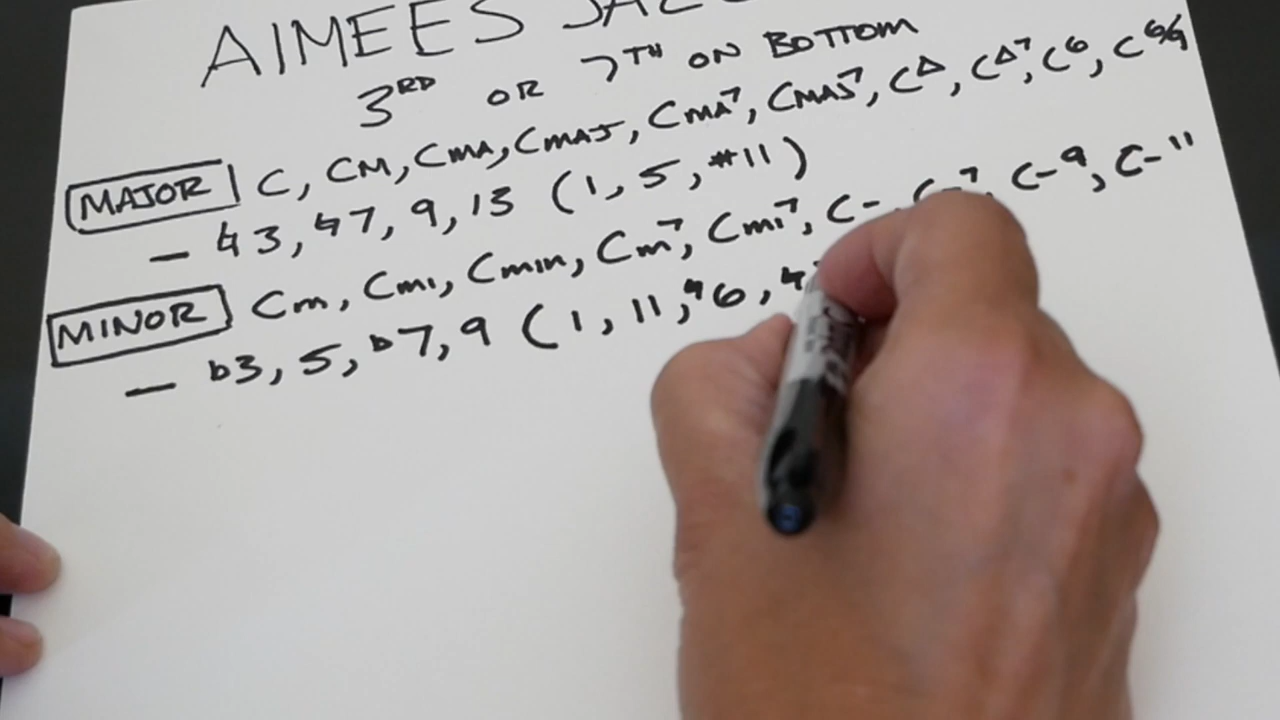 AIMEES JAZZ
3RD OR 7TH ON BOTTOM
MAJOR | C, CM, CMA, CMAJ, CMA7, CMAJ7, C△, C△7, C6, C6/9
— ♮3, ♮7, 9, 13 (1, 5, #11)
MINOR | Cm, Cmi, Cmin, Cm7, Cmi7, C-, C-7, C-9, C-11
— b3, 5, b7, 9 (1, 11, ♮6, ♮